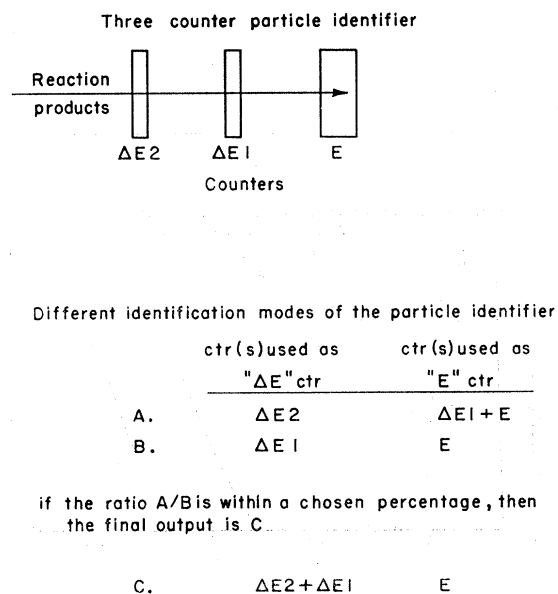 Three counter particle identifier
Reaction
products
ΔE2 ΔE1 E
Counters
Different identification modes of the particle identifier
ctr(s) used as ctr(s) used as
"ΔE" ctr "E" ctr
A. ΔE2 ΔE1 + E
B. ΔE1 E
if the ratio A/B is within a chosen percentage, then
the final output is C
C. ΔE2 + ΔE1 E